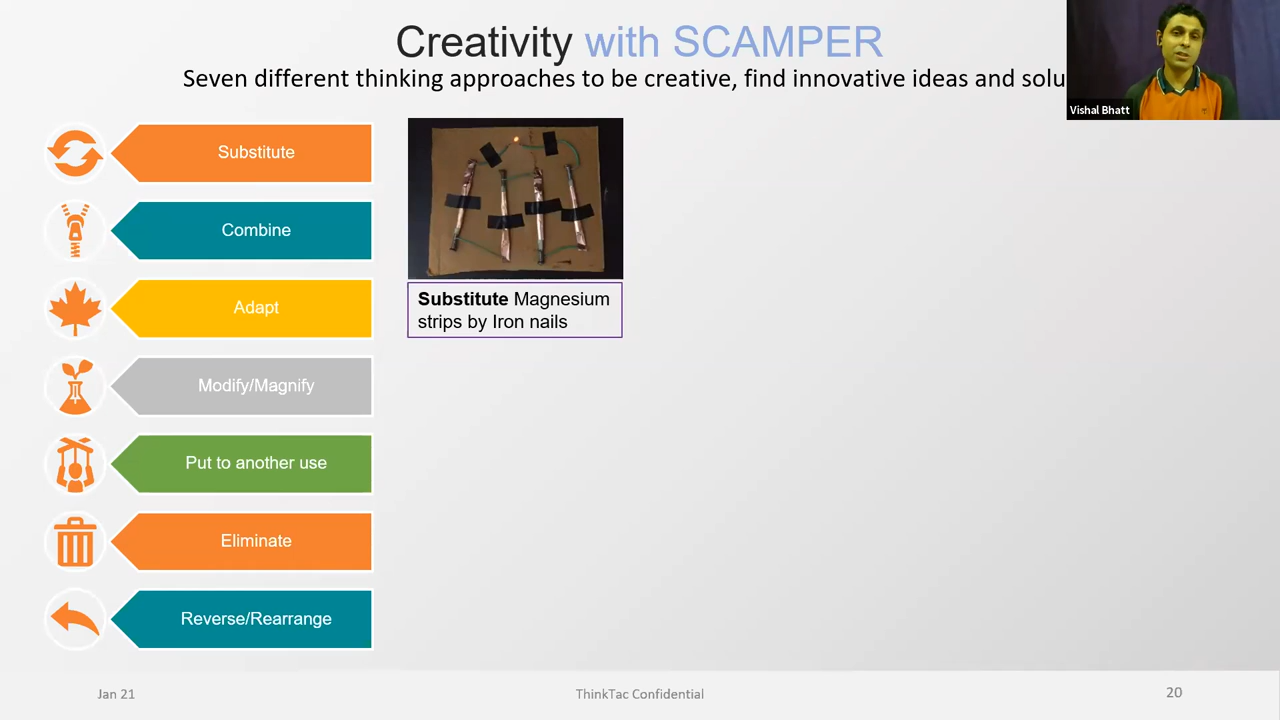 Creativity with SCAMPER
Seven different thinking approaches to be creative, find innovative ideas and
Vishal Bhatt
Substitute
Combine
Adapt
Modify/Magnify
Put to another use
Eliminate
Reverse/Rearrange
Substitute Magnesium
strips by Iron nails
Jan 21
ThinkTac Confidential
20